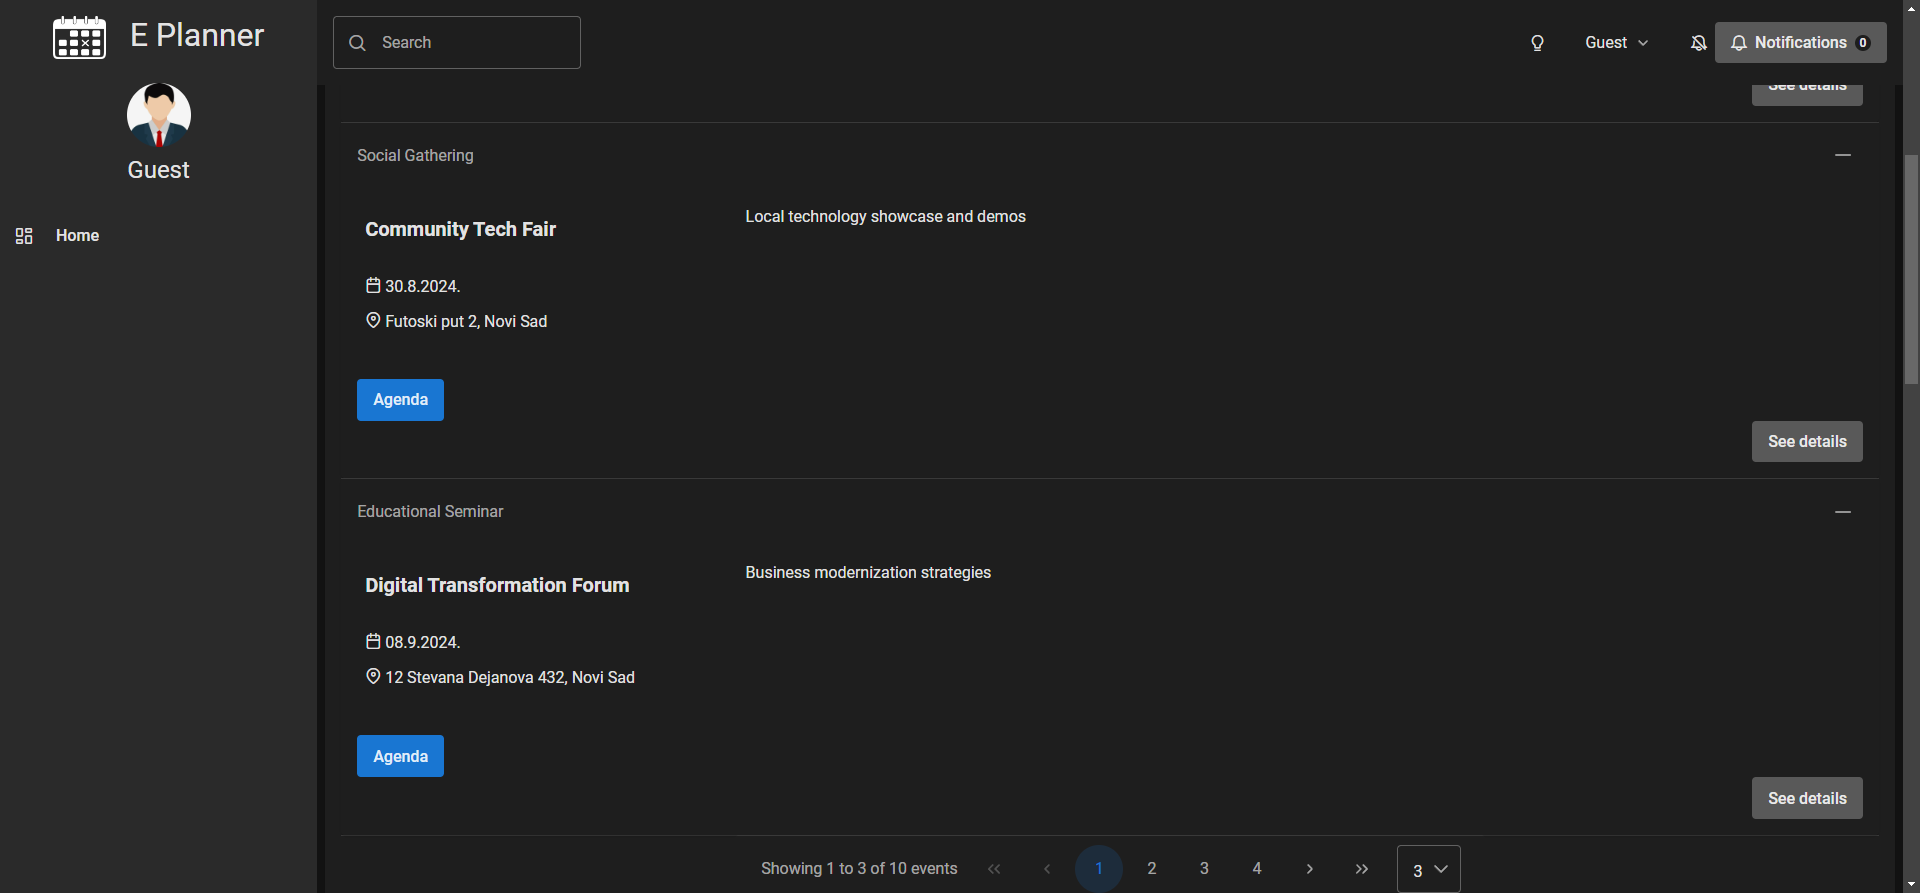 E Planner
Search
Guest
Notifications 0
Guest
Home
See details
Social Gathering
Community Tech Fair
Local technology showcase and demos
30.8.2024.
Futoski put 2, Novi Sad
Agenda
See details
Educational Seminar
Digital Transformation Forum
Business modernization strategies
08.9.2024.
12 Stevana Dejanova 432, Novi Sad
Agenda
See details
Showing 1 to 3 of 10 events « ‹ 1 2 3 4 › » 3